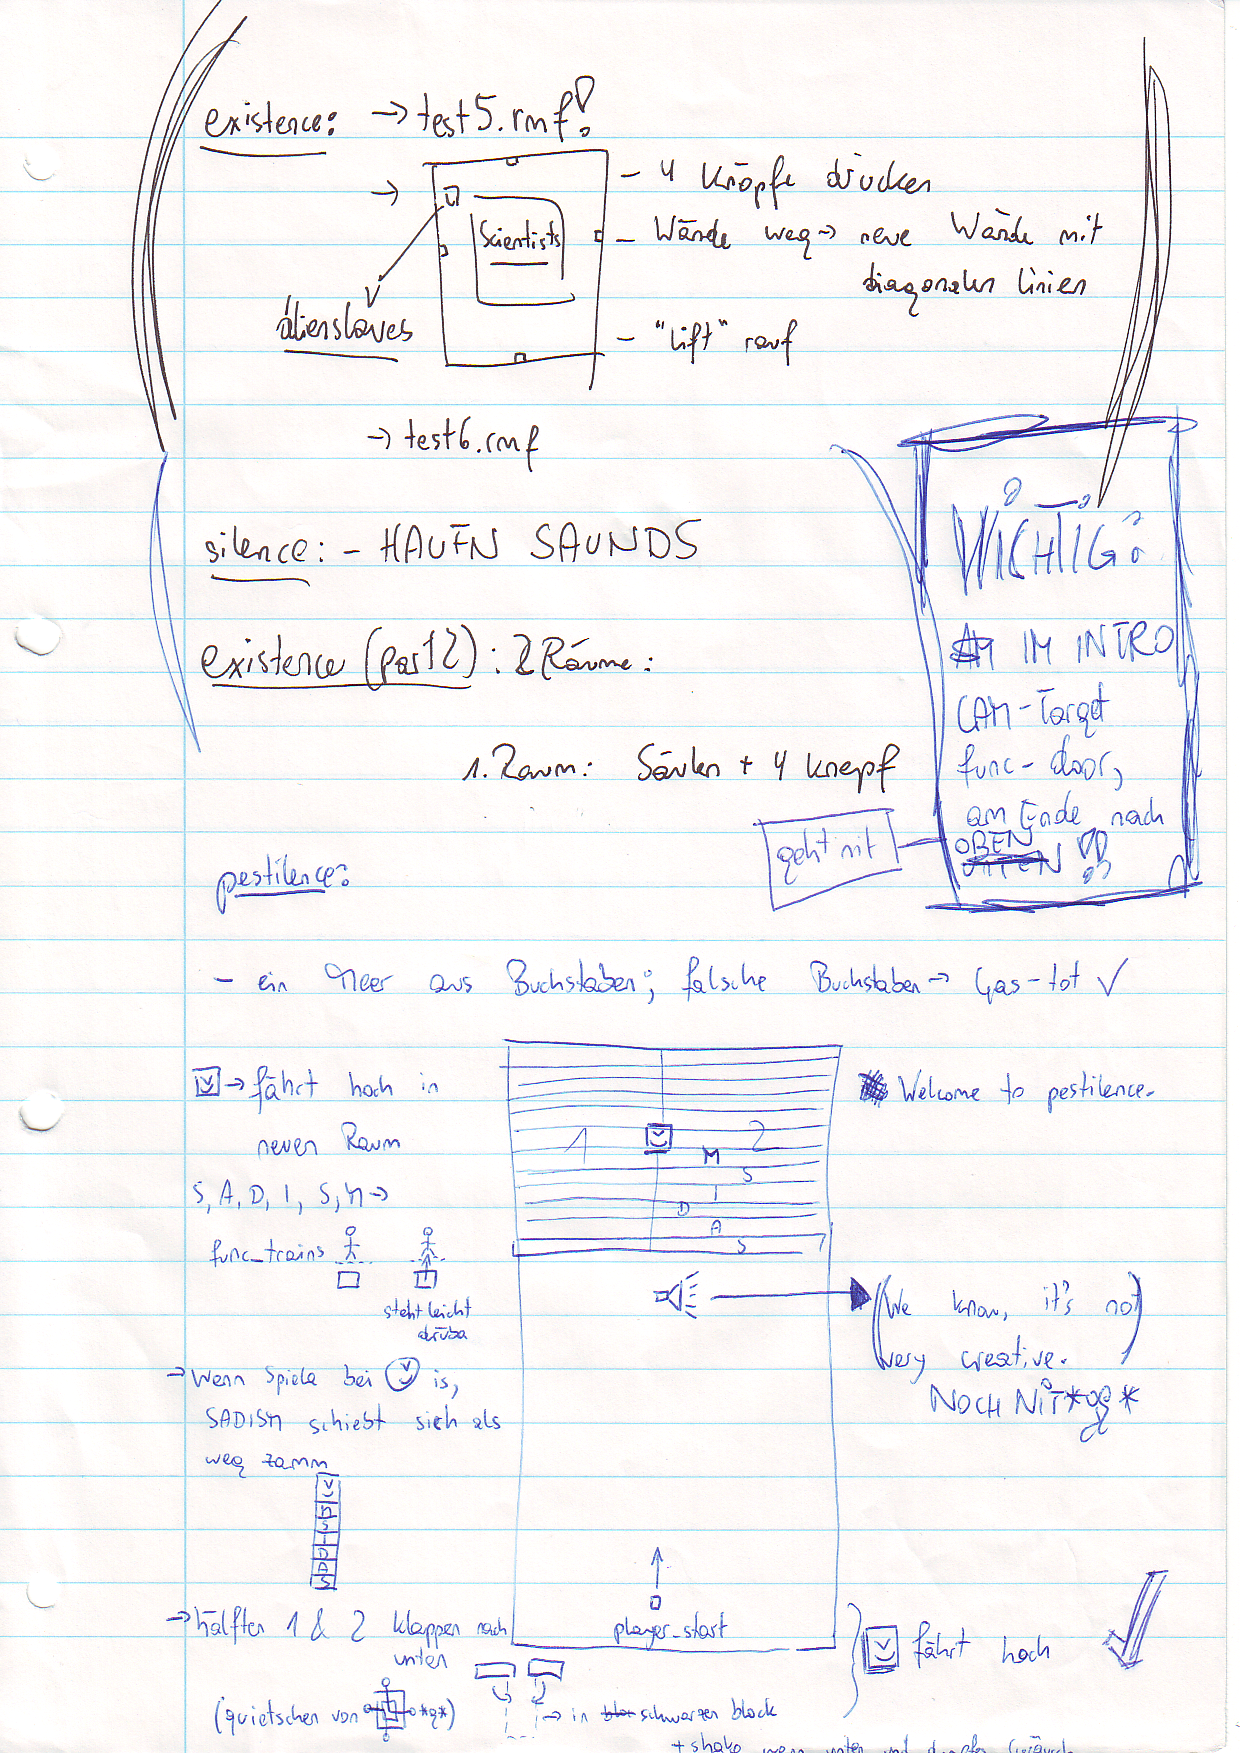 existence: → test5.rmf!
→ - 4 Knöpfe drücken
Scientists
- Wände weg → neue Wände mit
diagonalen linien
alienslaves
- "lift" rauf
→ test6.rmf
silence: - HAUFN SAUNDS
WICHTIG!
IM INTRO
CAM-Target
func-door,
am Ende nach
OBEN !!
geht nit
existence (part2): 2 Räume:
1. Raum: Säulen + 4 knepf
pestilence:
- ein Meer aus Buchstaben; falsche Buchstaben → Gas-tot ✓
→ fährt hoch in
neuen Raum
1 2
M
S
I
D
A
S
Welcome to pestilence.
S, A, D, I, S, M →
func_trains
steht leicht
drüba
(We know, it's not
very creative.)
NOCH NIT *g*
→ Wenn Spiela bei is,
SADISM schiebt sich als
weg zamm
M
S
I
D
A
S
→ hälften 1 & 2 klappen nach
unten
player_start
fährt hoch
(quietschen von *g*)
→ in schwarzen block
+ shake wenn unten und